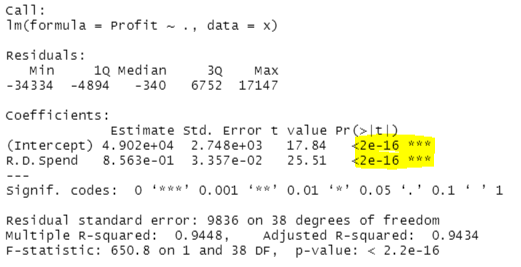 Call:
lm(formula = Profit ~ ., data = x)
Residuals:
Min 1Q Median 3Q Max
-34334 -4894 -340 6752 17147
Coefficients:
Estimate Std. Error t value Pr(>|t|)
(Intercept) 4.902e+04 2.748e+03 17.84 <2e-16 ***
R.D.Spend 8.563e-01 3.357e-02 25.51 <2e-16 ***
---
Signif. codes: 0 ‘***’ 0.001 ‘**’ 0.01 ‘*’ 0.05 ‘.’ 0.1 ‘ ’ 1
Residual standard error: 9836 on 38 degrees of freedom
Multiple R-squared: 0.9448, Adjusted R-squared: 0.9434
F-statistic: 650.8 on 1 and 38 DF, p-value: < 2.2e-16